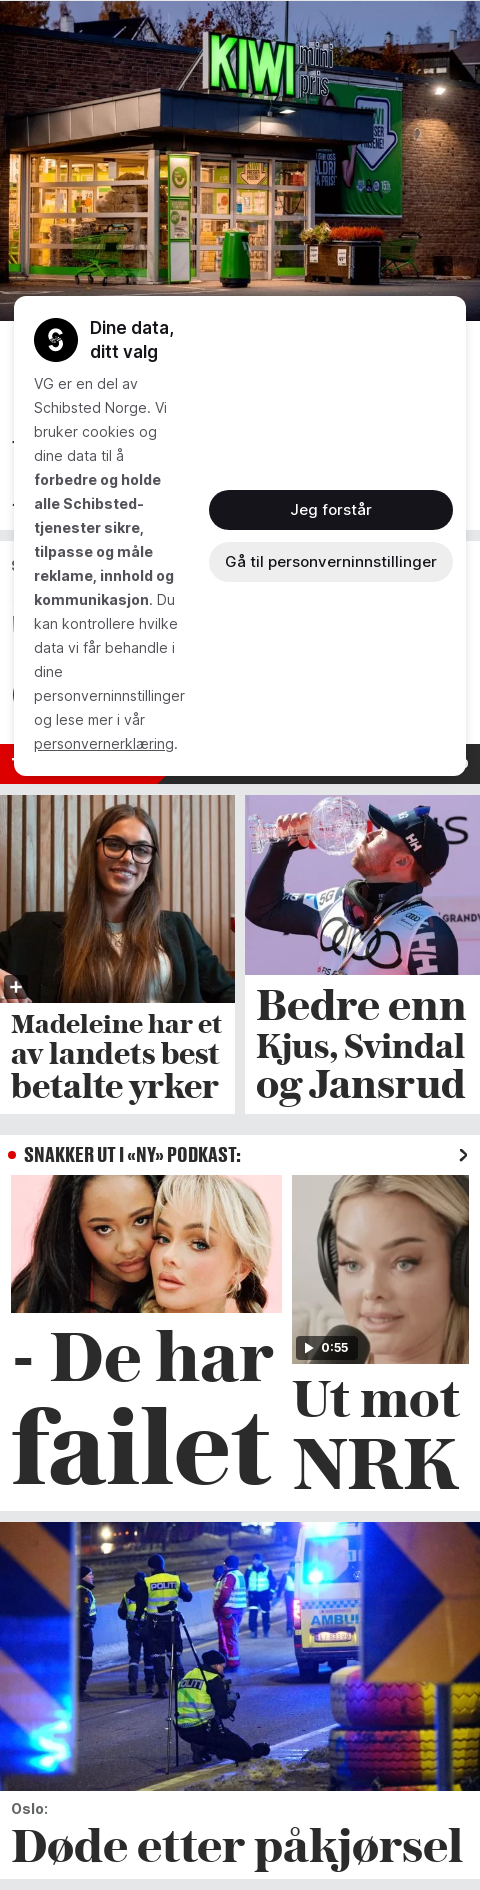 KIWI
mini
pris
Dine data,
ditt valg
VG er en del av
Schibsted Norge. Vi
bruker cookies og
dine data til å
forbedre og holde
alle Schibsted-
tjenester sikre,
tilpasse og måle
reklame, innhold og
kommunikasjon. Du
kan kontrollere hvilke
data vi får behandle i
dine
personverninnstillinger
og lese mer i vår
personvernerklæring.
Jeg forstår
Gå til personverninnstillinger
Madeleine har et
av landets best
betalte yrker
Bedre enn
Kjus, Svindal
og Jansrud
SNAKKER UT I «NY» PODKAST:
- De har
failet
0:55
Ut mot
NRK
POLITI
POLITI
AMBUL
Oslo:
Døde etter påkjørsel